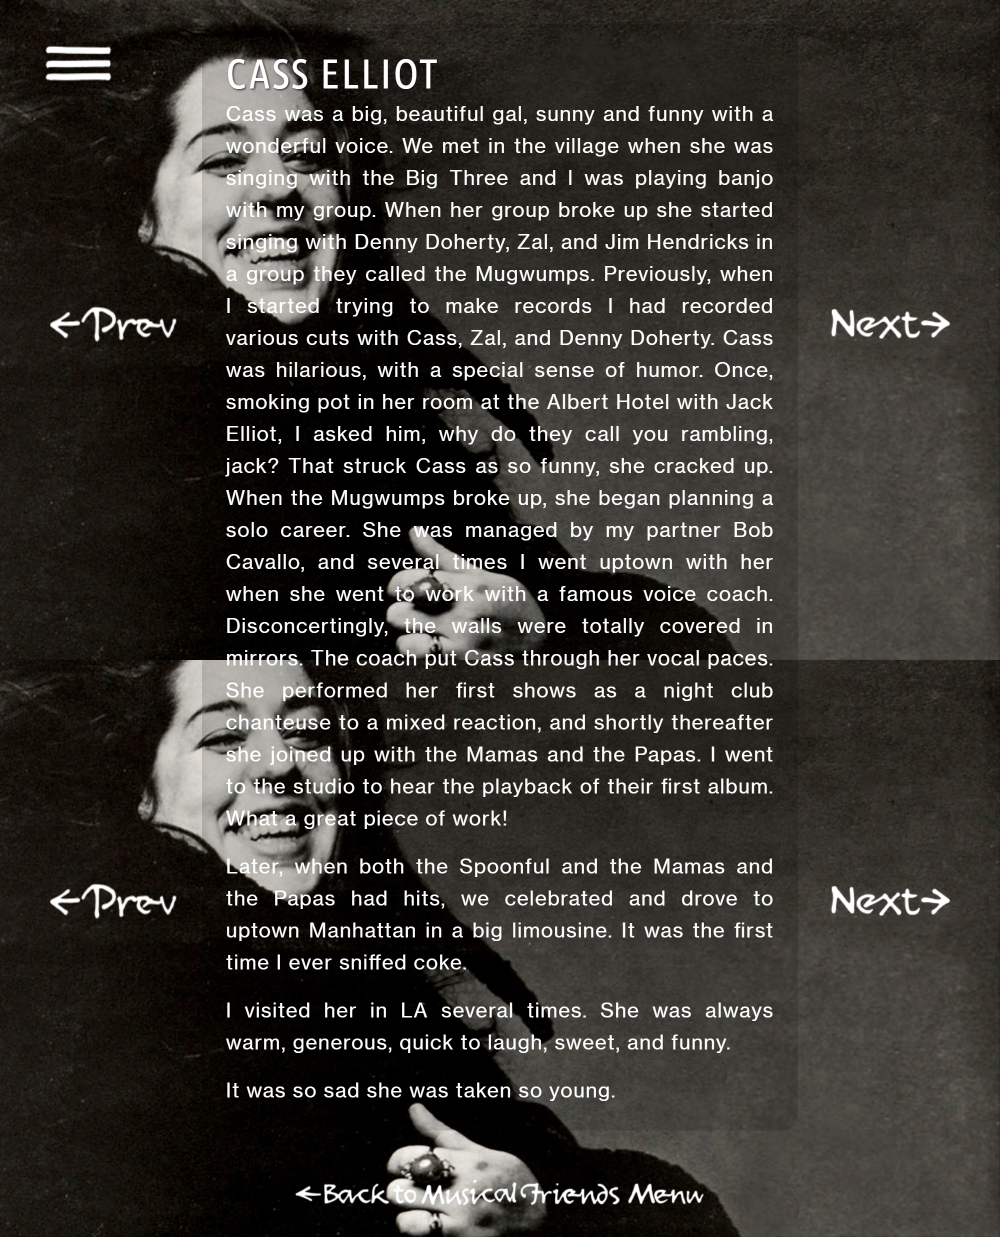 CASS ELLIOT
Cass was a big, beautiful gal, sunny and funny with a
wonderful voice. We met in the village when she was
singing with the Big Three and I was playing banjo
with my group. When her group broke up she started
singing with Denny Doherty, Zal, and Jim Hendricks in
a group they called the Mugwumps. Previously, when
I started trying to make records I had recorded
various cuts with Cass, Zal, and Denny Doherty. Cass
was hilarious, with a special sense of humor. Once,
smoking pot in her room at the Albert Hotel with Jack
Elliot, I asked him, why do they call you rambling,
jack? That struck Cass as so funny, she cracked up.
When the Mugwumps broke up, she began planning a
solo career. She was managed by my partner Bob
Cavallo, and several times I went uptown with her
when she went to work with a famous voice coach.
Disconcertingly, the walls were totally covered in
mirrors. The coach put Cass through her vocal paces.
She performed her first shows as a night club
chanteuse to a mixed reaction, and shortly thereafter
she joined up with the Mamas and the Papas. I went
to the studio to hear the playback of their first album.
What a great piece of work!
Later, when both the Spoonful and the Mamas and
the Papas had hits, we celebrated and drove to
uptown Manhattan in a big limousine. It was the first
time I ever sniffed coke.
I visited her in LA several times. She was always
warm, generous, quick to laugh, sweet, and funny.
It was so sad she was taken so young.
←Prev
Next→
←Prev
Next→
←Back to Musical Friends Menu